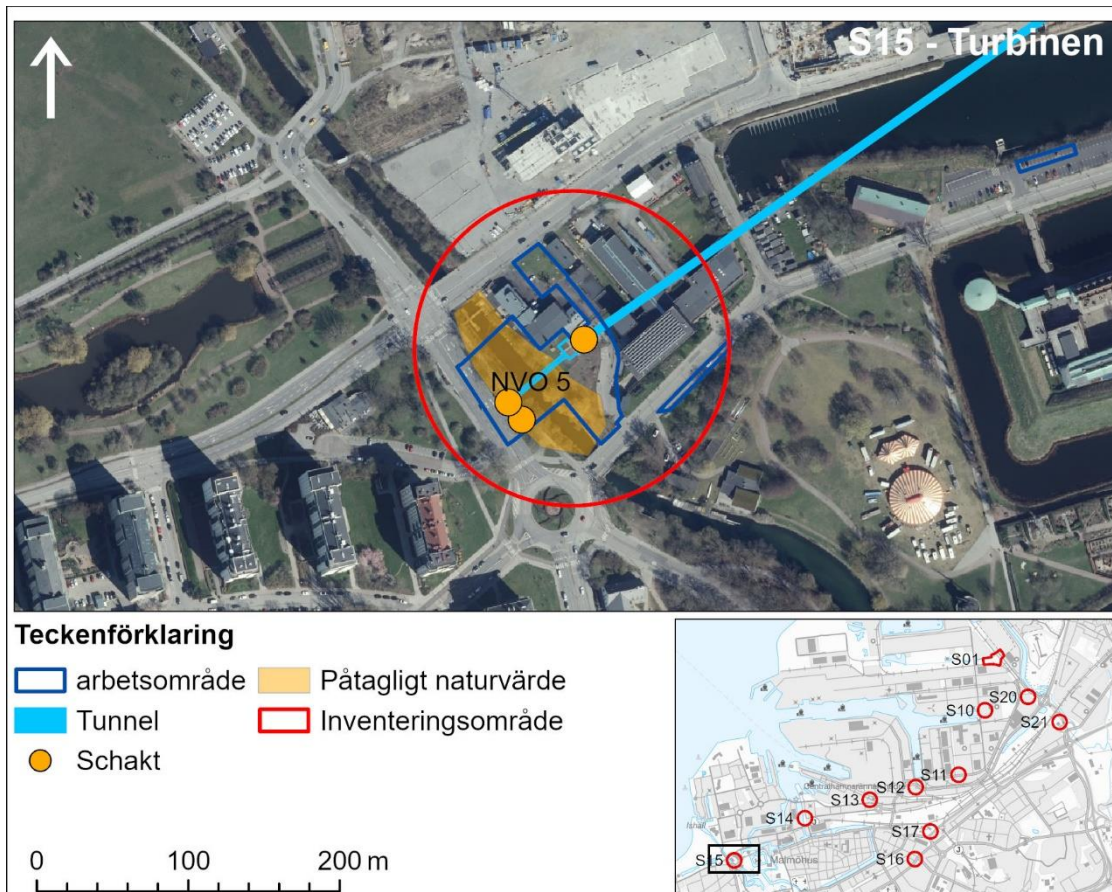 S15 - Turbinen
NVO 5
Teckenförklaring
arbetsområde
Påtagligt naturvärde
Tunnel
Inventeringsområde
Schakt
0 100 200 m
S01
S20
S10
S21
S11
S12
S13
S14
S17
S15
Malmöhus
S16